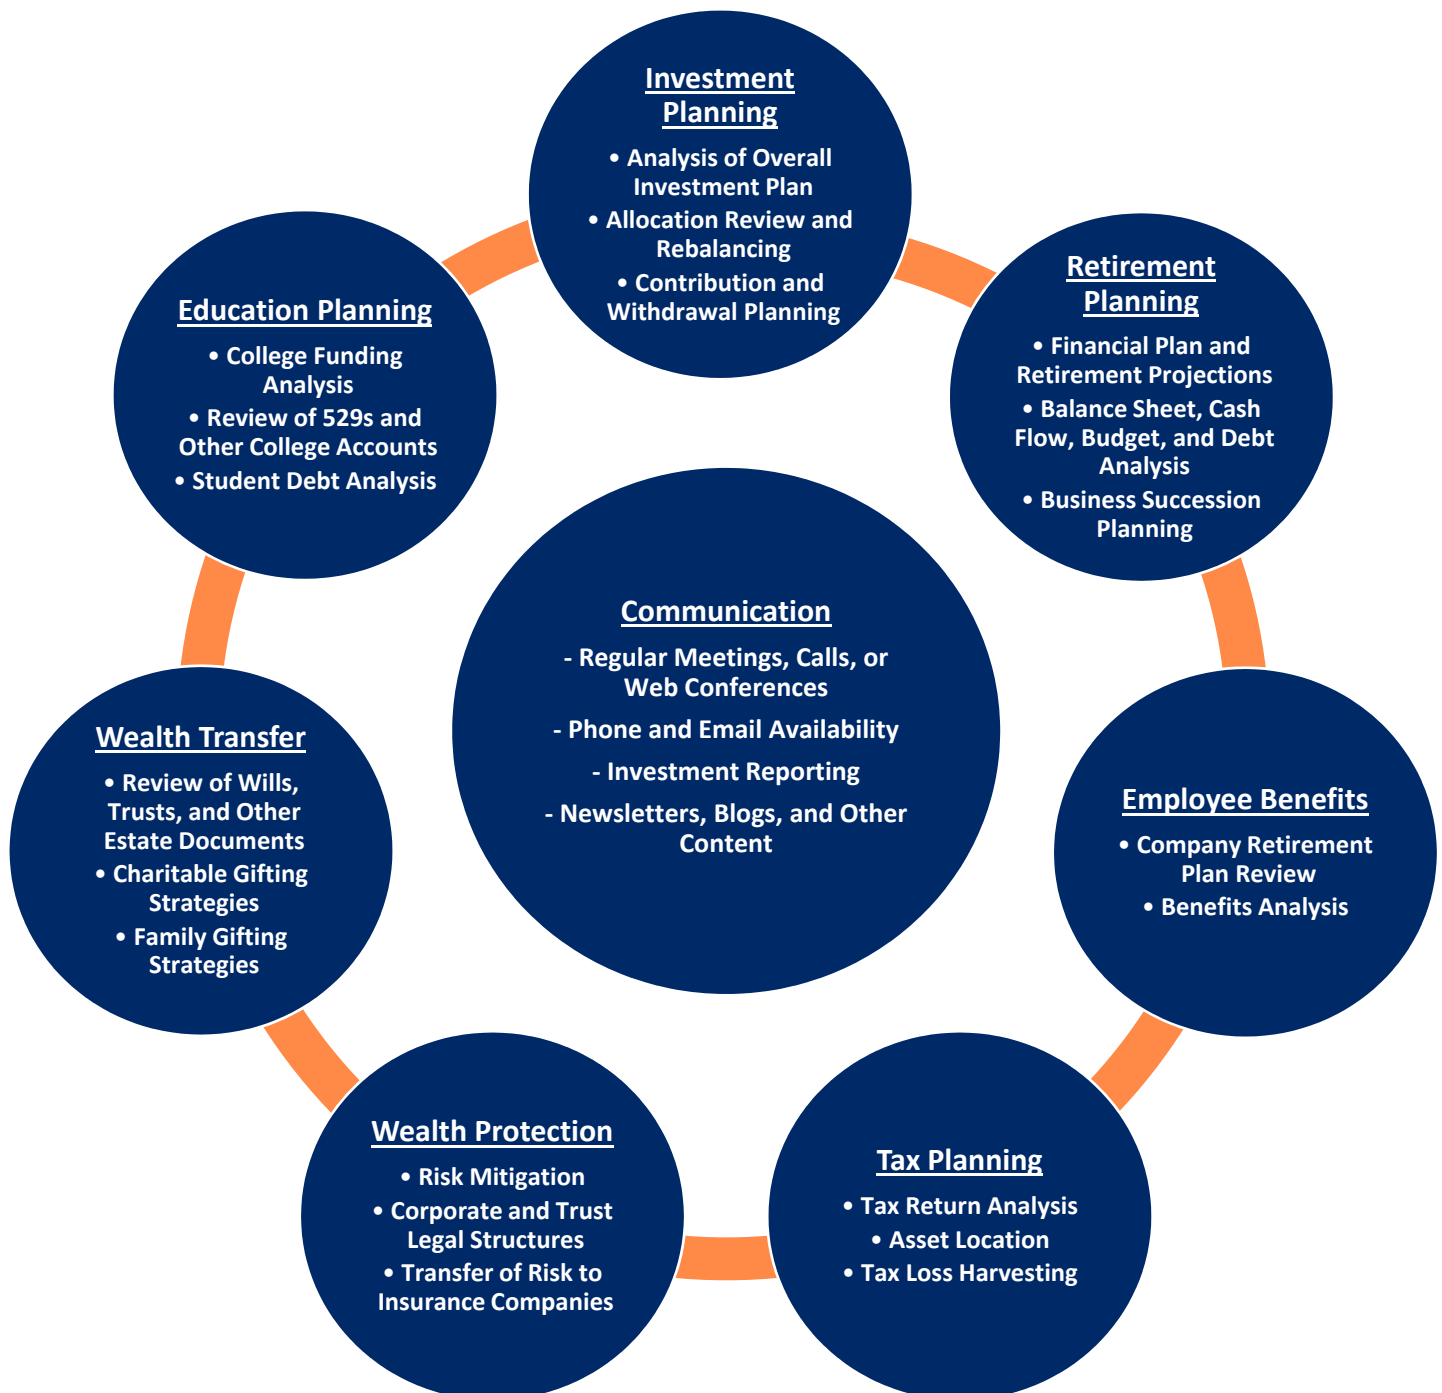 Investment
Planning
• Analysis of Overall
Investment Plan
• Allocation Review and
Rebalancing
• Contribution and
Withdrawal Planning
Retirement
Planning
• Financial Plan and
Retirement Projections
• Balance Sheet, Cash
Flow, Budget, and Debt
Analysis
• Business Succession
Planning
Employee Benefits
• Company Retirement
Plan Review
• Benefits Analysis
Tax Planning
• Tax Return Analysis
• Asset Location
• Tax Loss Harvesting
Wealth Protection
• Risk Mitigation
• Corporate and Trust
Legal Structures
• Transfer of Risk to
Insurance Companies
Wealth Transfer
• Review of Wills,
Trusts, and Other
Estate Documents
• Charitable Gifting
Strategies
• Family Gifting
Strategies
Education Planning
• College Funding
Analysis
• Review of 529s and
Other College Accounts
• Student Debt Analysis
Communication
- Regular Meetings, Calls, or
Web Conferences
- Phone and Email Availability
- Investment Reporting
- Newsletters, Blogs, and Other
Content